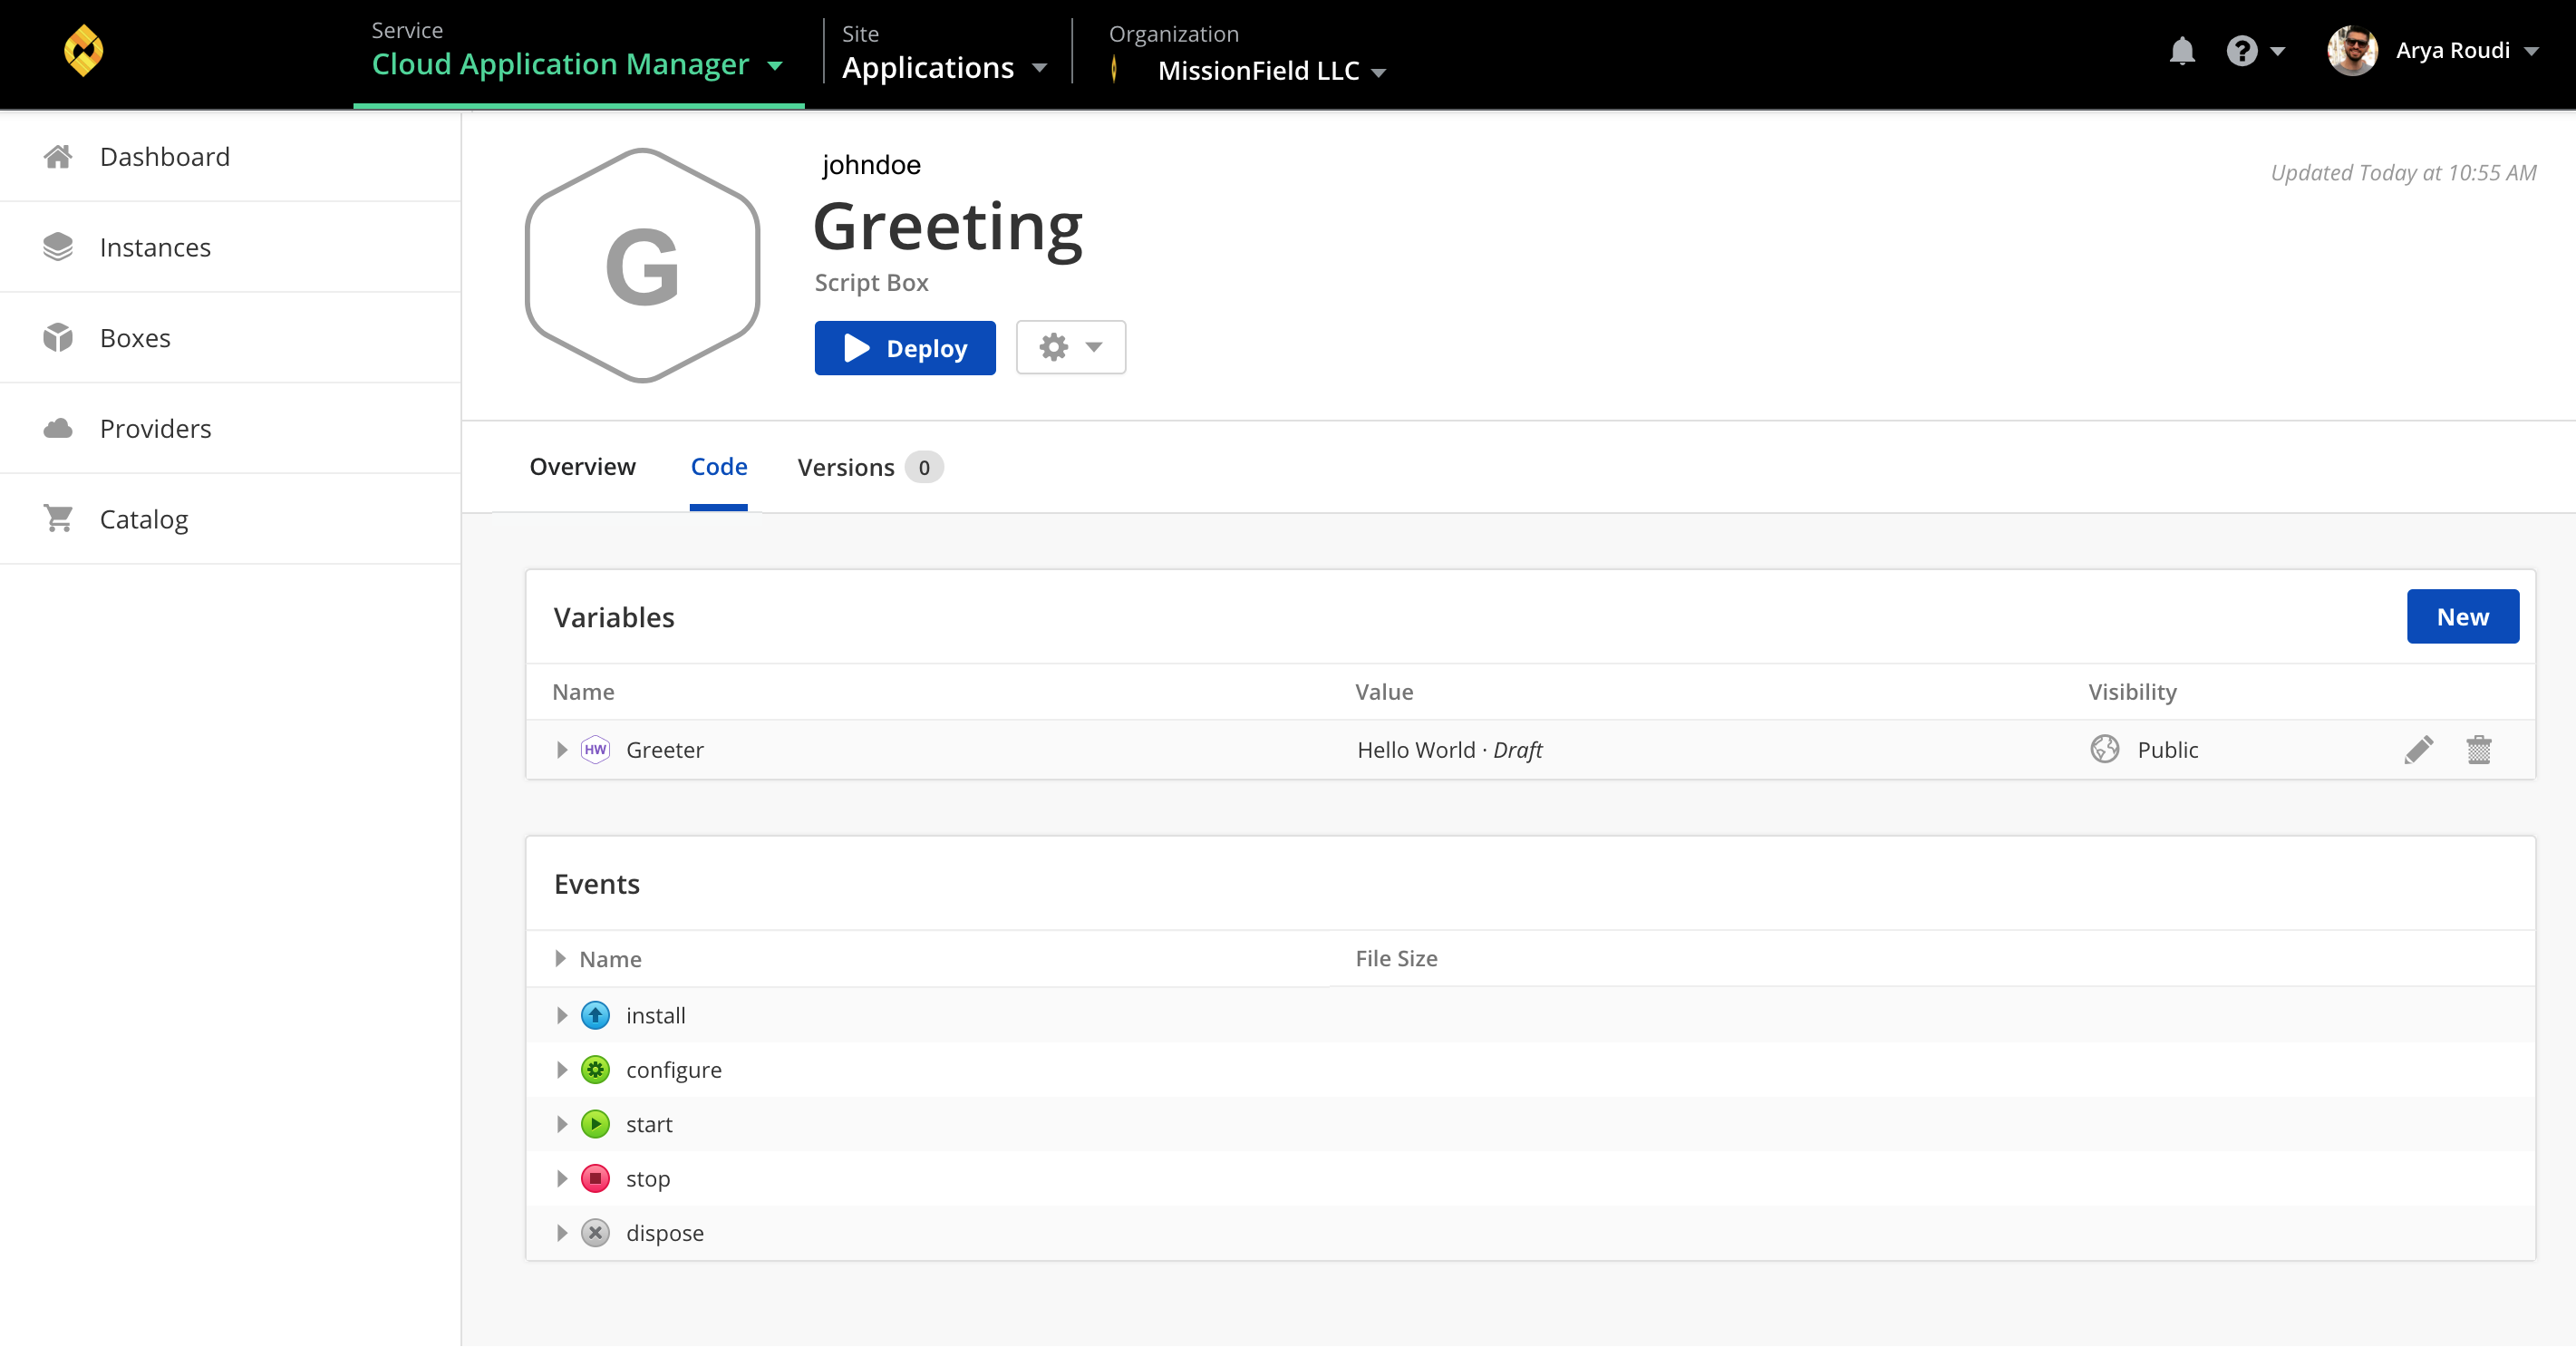 Service
Cloud Application Manager
Site
Applications
Organization
MissionField LLC
Arya Roudi
Dashboard
Instances
Boxes
Providers
Catalog
johndoe
Updated Today at 10:55 AM
G
Greeting
Script Box
Deploy
Overview Code Versions 0
Variables New
Name Value Visibility
HW Greeter Hello World · Draft Public
Events
Name File Size
install
configure
start
stop
dispose